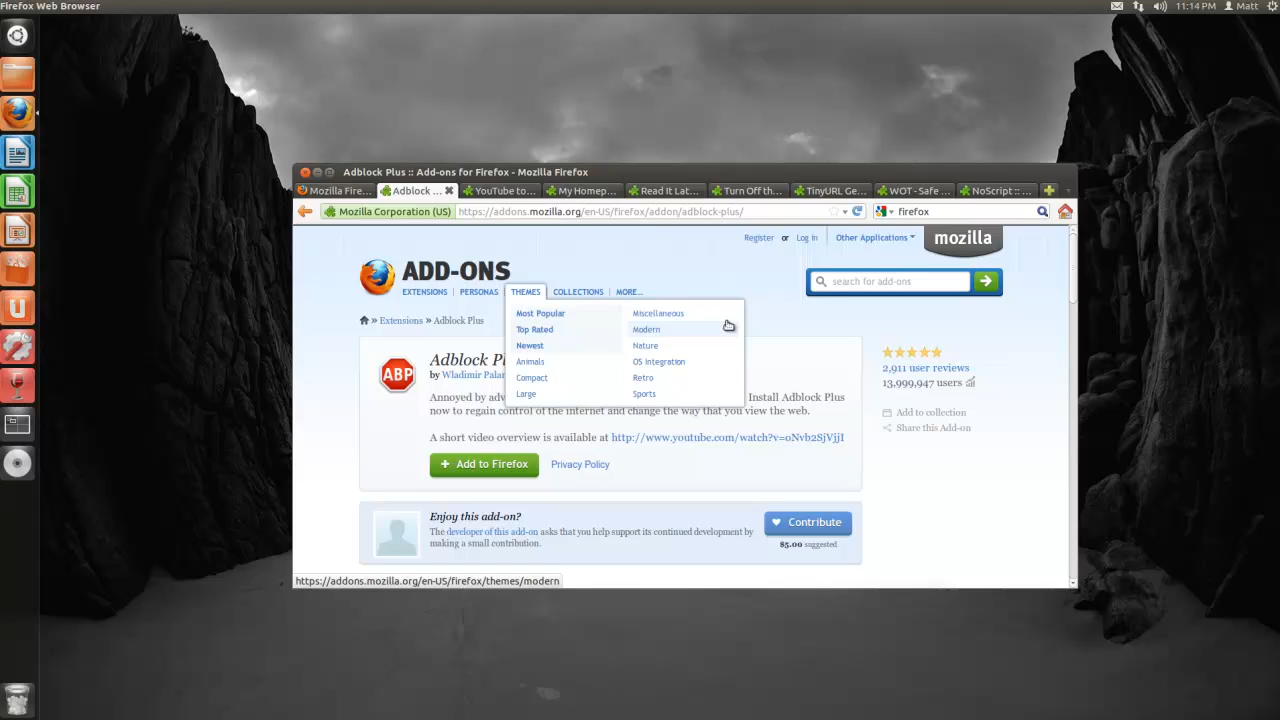 Firefox Web Browser
11:14 PM Matt
Adblock Plus :: Add-ons for Firefox - Mozilla Firefox
Mozilla Fire... Adblock ... YouTube to... My Homep... Read It Lat... Turn Off th... TinyURL Ge... WOT - Safe ... NoScript :: ...
Mozilla Corporation (US) https://addons.mozilla.org/en-US/firefox/addon/adblock-plus/ firefox
Register or Log in Other Applications mozilla
ADD-ONS
search for add-ons
EXTENSIONS PERSONAS THEMES COLLECTIONS MORE...
Most Popular Miscellaneous
» Extensions » Adblock Plus
Top Rated Modern
Newest Nature
Animals OS Integration
Compact Retro
Large Sports
ABP
Adblock
by Wladimir
2,911 user reviews
13,999,947 users
Annoyed by Install Adblock Plus
now to regain control of the internet and change the way that you view the web.
Add to collection
Share this Add-on
A short video overview is available at http://www.youtube.com/watch?v=oNvb2SjVjjI
+ Add to Firefox Privacy Policy
Enjoy this add-on?
The developer of this add-on asks that you help support its continued development by
making a small contribution.
Contribute
$5.00 suggested
https://addons.mozilla.org/en-US/firefox/themes/modern